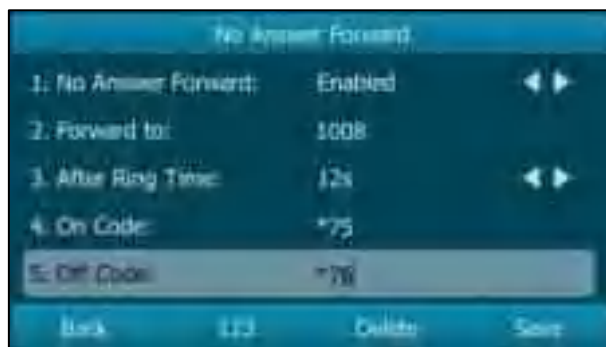 No Answer Forward
1. No Answer Forward: Enabled
2. Forward to: 1008
3. After Ring Time: 12s
4. On Code: *75
5. Off Code: *76
Back 123 Delete Save